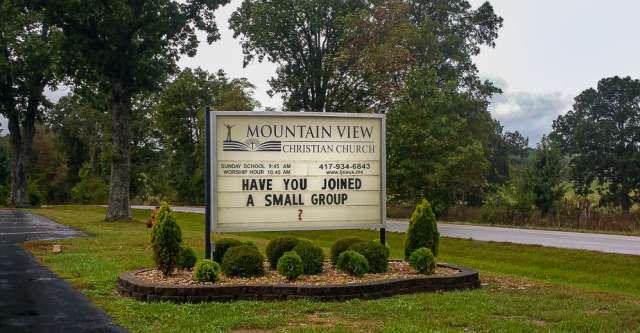 MOUNTAIN VIEW
CHRISTIAN CHURCH
SUNDAY SCHOOL 9:45 AM
WORSHIP HOUR 10:45 AM
417-934-6843
HAVE YOU JOINED
A SMALL GROUP
?